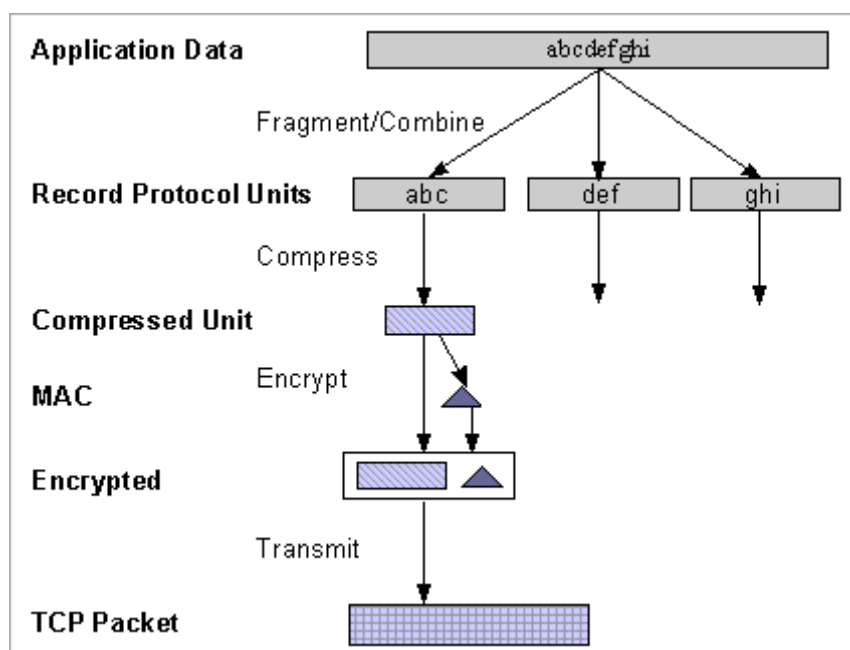 Application Data
abcdefghi
Fragment/Combine
Record Protocol Units
abc
def
ghi
Compress
Compressed Unit
Encrypt
MAC
Encrypted
Transmit
TCP Packet